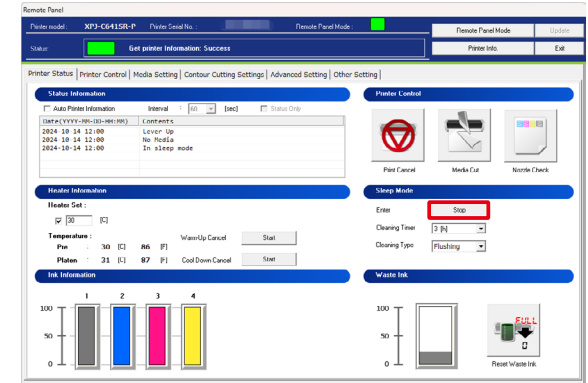 Remote Panel
Printer model : XPJ-C641SR-P Printer Serial No. : Remote Panel Mode :
Remote Panel Mode Update
Status: Get printer Information: Success
Printer Info. Exit
Printer Status Printer Control Media Setting Contour Cutting Settings Advanced Setting Other Setting
Status Information
Auto Printer Information Interval : 60 [sec] Status Only
Date(YYYY-MM-DD-HH:MM) Contents
2024-10-14 12:00 Lever Up
2024-10-14 12:00 No Media
2024-10-14 12:00 In sleep mode
Printer Control
Print Cancel Media Cut Nozzle Check
Heater Information
Heater Set :
30 [C]
Temperature :
WarmUp Cancel Start
Pre : 30 [C] 86 [F]
Platen : 31 [C] 87 [F] Cool Down Cancel Start
Sleep Mode
Enter Stop
Cleaning Timer 3 [h]
Cleaning Type Flushing
Ink Information
1 2 3 4
100
50
0
Waste Ink
100
50
0
FULL
0
Reset Waste Ink